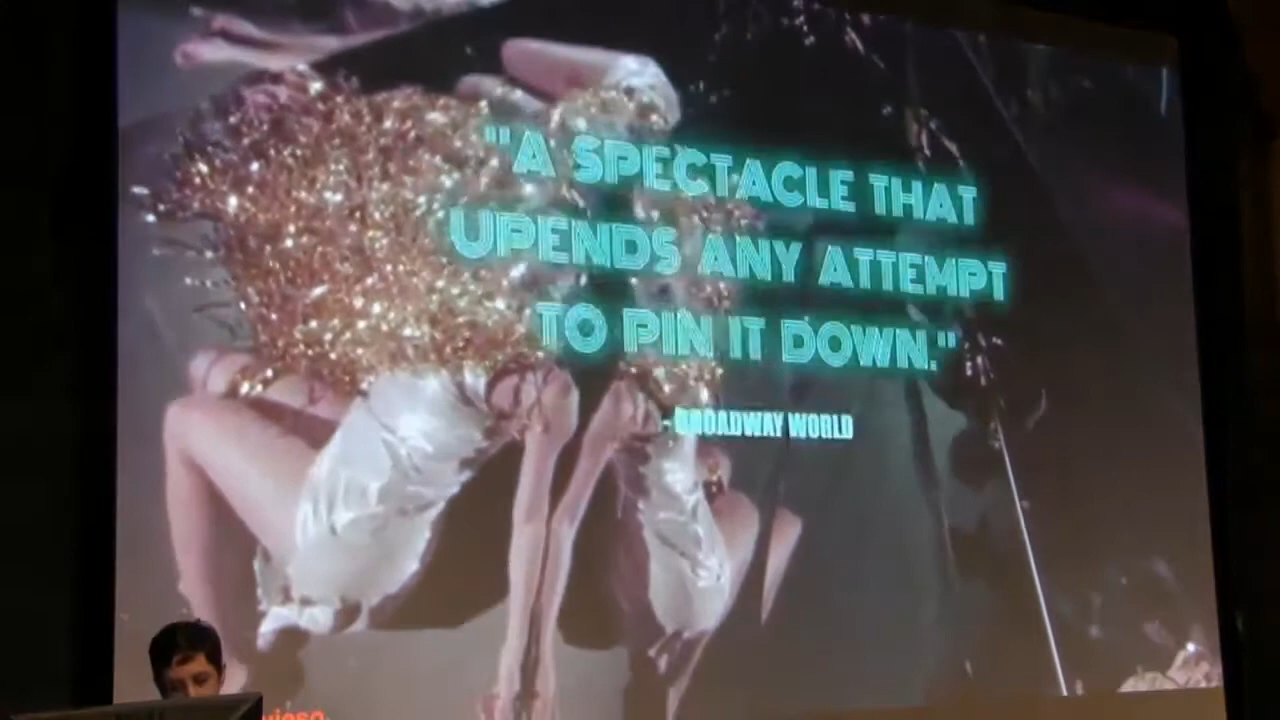 "A SPECTACLE THAT
UPENDS ANY ATTEMPT
TO PIN IT DOWN."
- BROADWAY WORLD